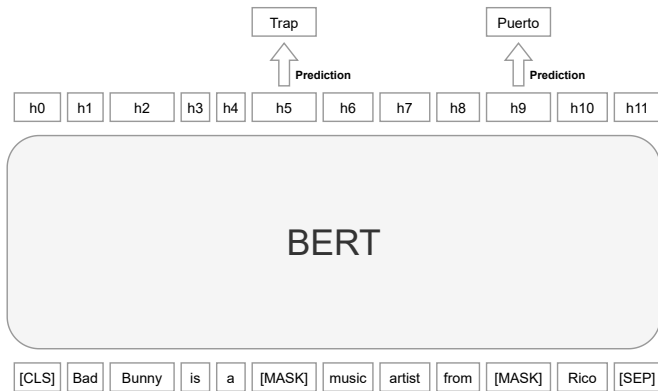 Trap Puerto
Prediction Prediction
h0 h1 h2 h3 h4 h5 h6 h7 h8 h9 h10 h11
BERT
[CLS] Bad Bunny is a [MASK] music artist from [MASK] Rico [SEP]